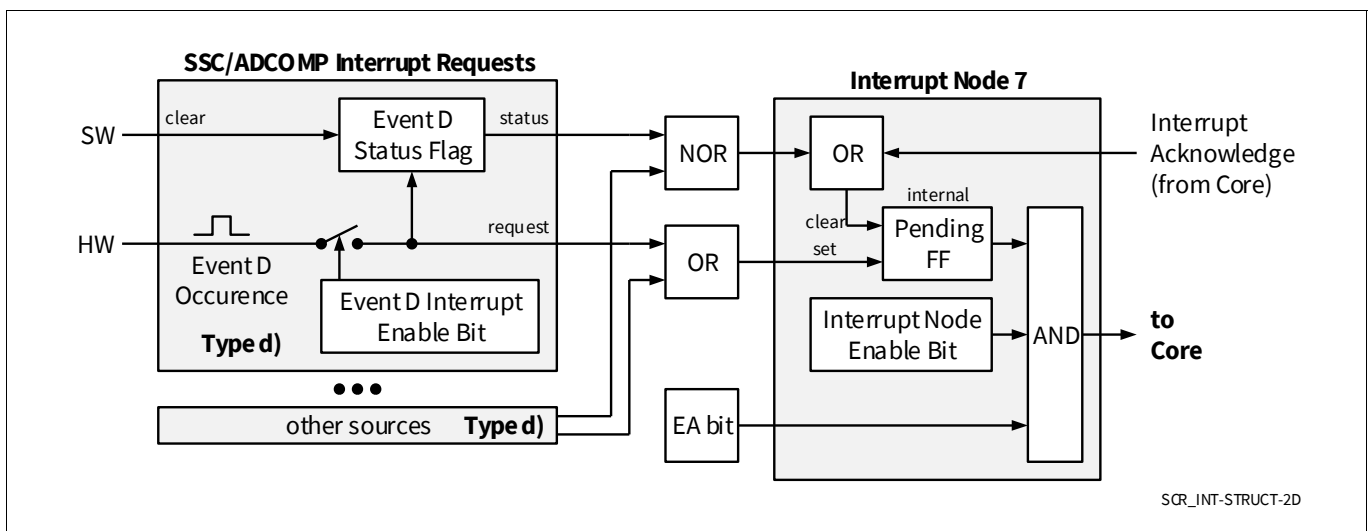 SSC/ADCOMP Interrupt Requests
Interrupt Node 7
SW
clear
Event D
Status Flag
status
NOR
OR
Interrupt
Acknowledge
(from Core)
internal
clear
Pending
FF
set
HW
request
OR
Event D
Occurence
Event D Interrupt
Enable Bit
Type d)
Interrupt Node
Enable Bit
AND
to
Core
•••
other sources Type d)
EA bit
SCR_INT-STRUCT-2D